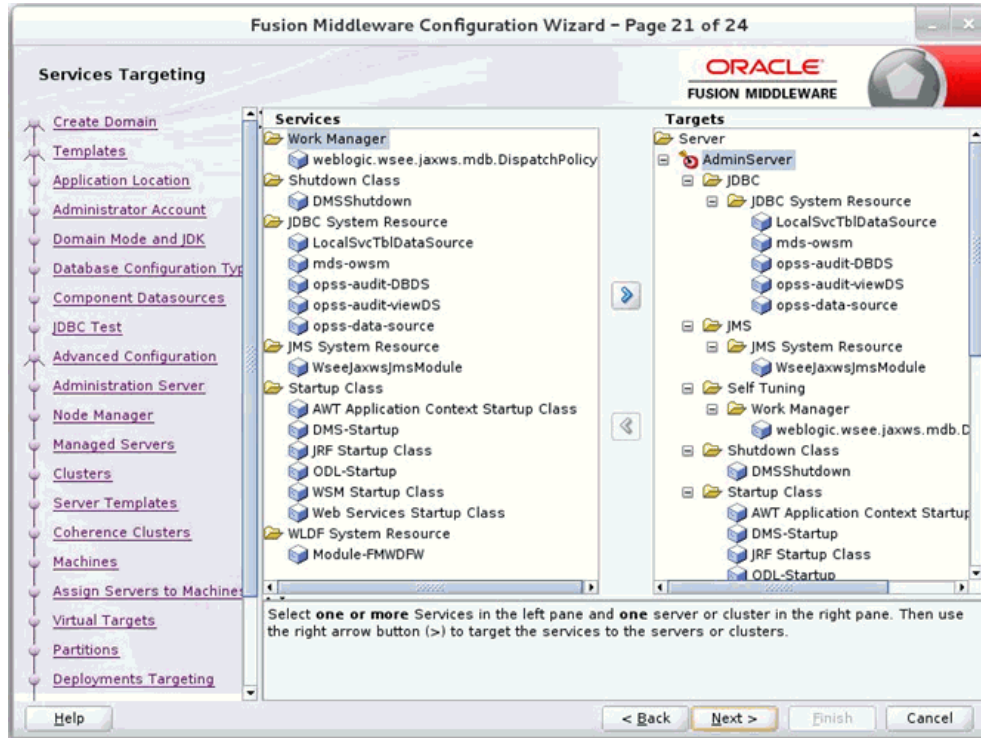 Fusion Middleware Configuration Wizard - Page 21 of 24
Services Targeting
ORACLE
FUSION MIDDLEWARE
Create Domain
Templates
Application Location
Administrator Account
Domain Mode and JDK
Database Configuration Typ
Component Datasources
JDBC Test
Advanced Configuration
Administration Server
Node Manager
Managed Servers
Clusters
Server Templates
Coherence Clusters
Machines
Assign Servers to Machines
Virtual Targets
Partitions
Deployments Targeting
Services
Work Manager
weblogic.wsee.jaxws.mdb.DispatchPolicy
Shutdown Class
DMSShutdown
JDBC System Resource
LocalSvcTblDataSource
mds-owsm
opss-audit-DBDS
opss-audit-viewDS
opss-data-source
JMS System Resource
WseeJaxwsJmsModule
Startup Class
AWT Application Context Startup Class
DMS-Startup
JRF Startup Class
ODL-Startup
WSM Startup Class
Web Services Startup Class
WLDF System Resource
Module-FMWDFW
Targets
Server
AdminServer
JDBC
JDBC System Resource
LocalSvcTblDataSource
mds-owsm
opss-audit-DBDS
opss-audit-viewDS
opss-data-source
JMS
JMS System Resource
WseeJaxwsJmsModule
Self Tuning
Work Manager
weblogic.wsee.jaxws.mdb.D
Shutdown Class
DMSShutdown
Startup Class
AWT Application Context Startup
DMS-Startup
JRF Startup Class
ODL-Startup
Select one or more Services in the left pane and one server or cluster in the right pane. Then use
the right arrow button (>) to target the services to the servers or clusters.
Help
< Back
Next >
Finish
Cancel